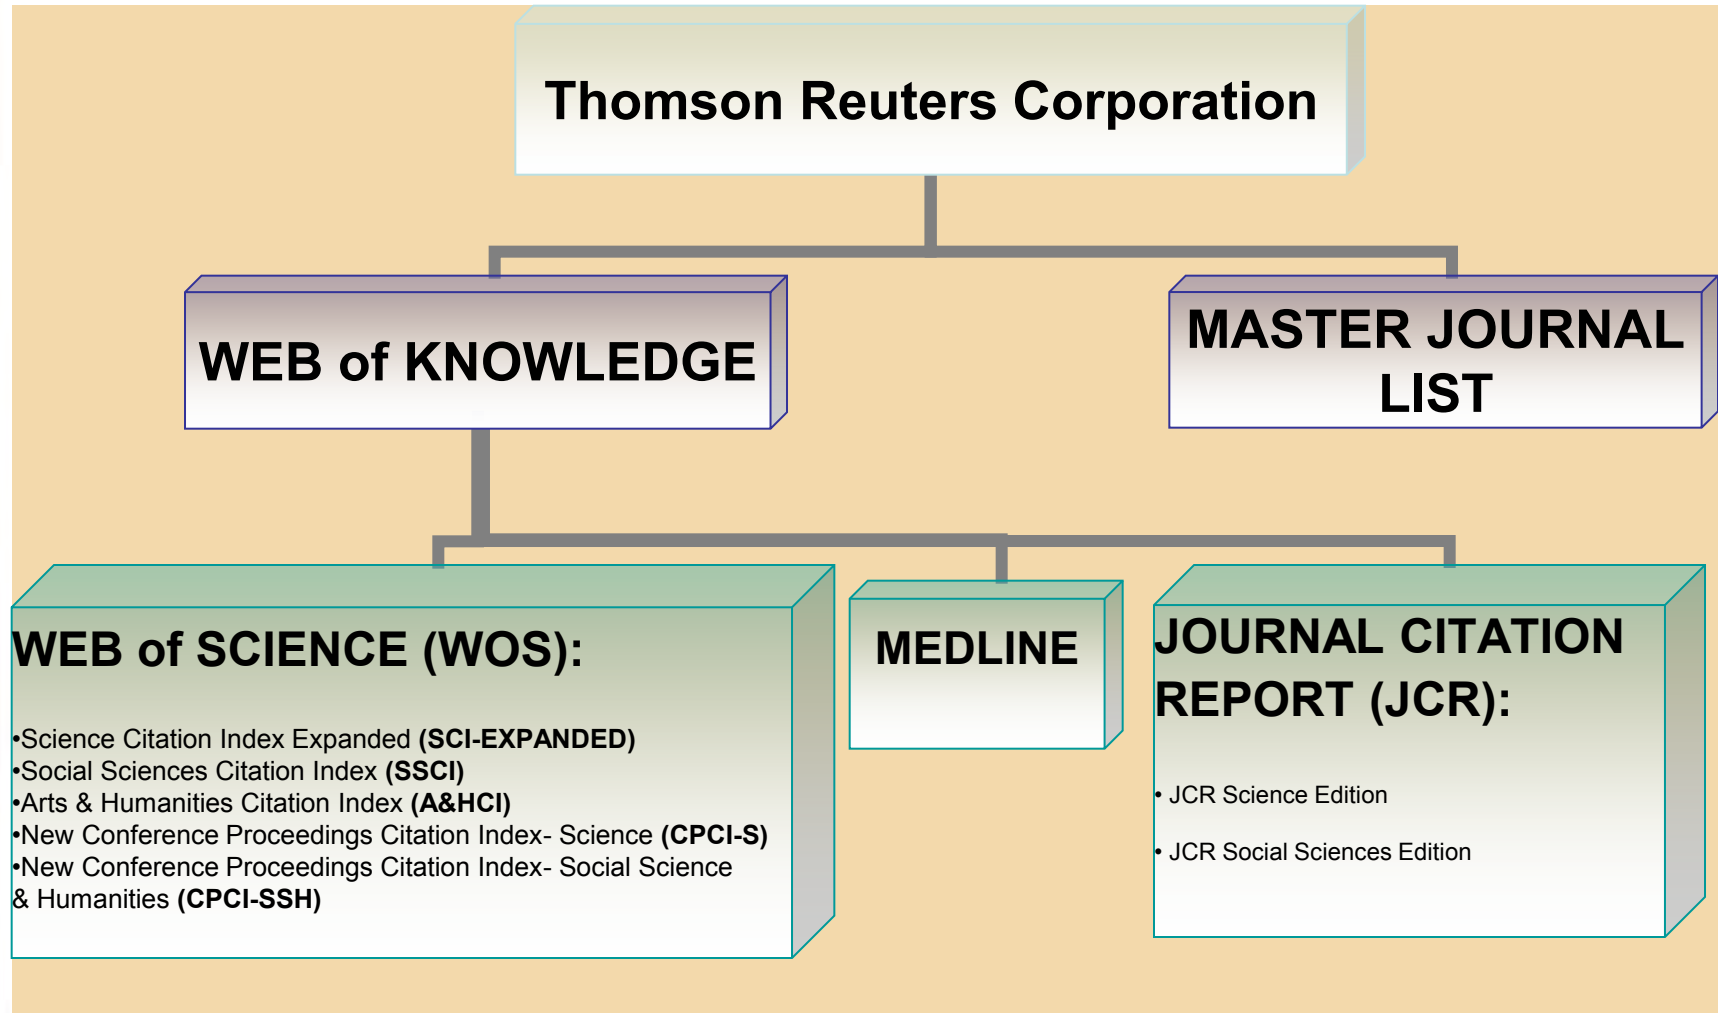 Thomson Reuters Corporation
WEB of KNOWLEDGE
MASTER JOURNAL
LIST
WEB of SCIENCE (WOS):
•Science Citation Index Expanded (SCI-EXPANDED)
•Social Sciences Citation Index (SSCI)
•Arts & Humanities Citation Index (A&HCI)
•New Conference Proceedings Citation Index- Science (CPCI-S)
•New Conference Proceedings Citation Index- Social Science
& Humanities (CPCI-SSH)
MEDLINE
JOURNAL CITATION
REPORT (JCR):
• JCR Science Edition
• JCR Social Sciences Edition